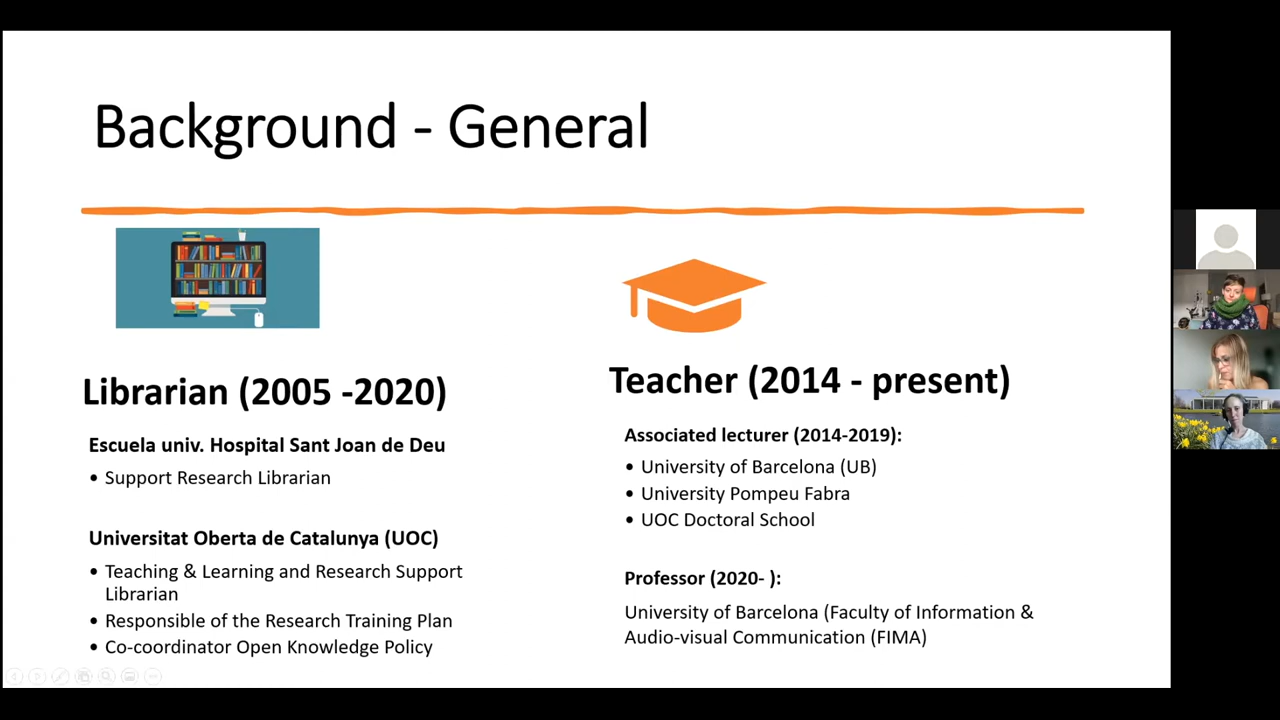 Background - General
Librarian (2005 -2020)
Escuela univ. Hospital Sant Joan de Deu
• Support Research Librarian
Universitat Oberta de Catalunya (UOC)
• Teaching & Learning and Research Support
Librarian
• Responsible of the Research Training Plan
• Co-coordinator Open Knowledge Policy
Teacher (2014 - present)
Associated lecturer (2014-2019):
• University of Barcelona (UB)
• University Pompeu Fabra
• UOC Doctoral School
Professor (2020- ):
University of Barcelona (Faculty of Information &
Audio-visual Communication (FIMA)